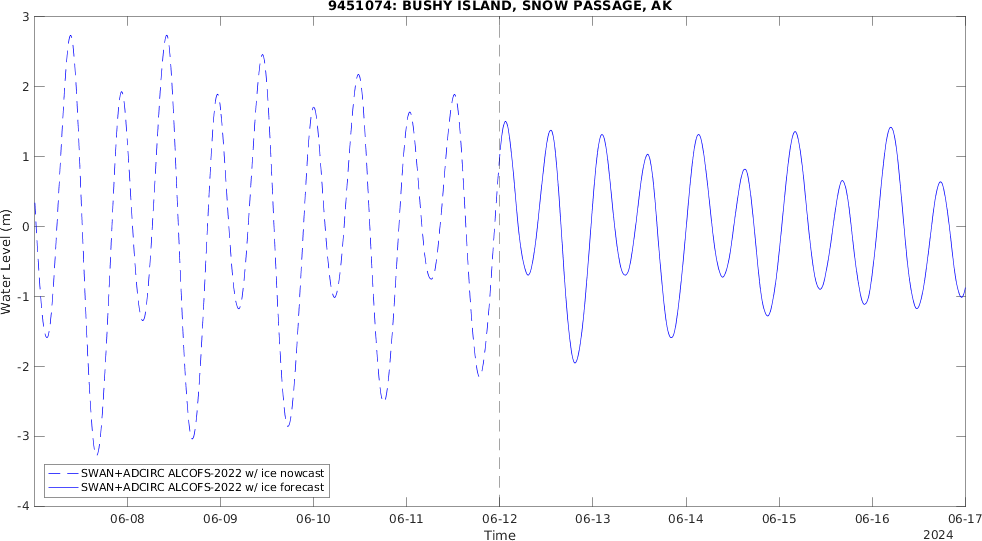 9451074: BUSHY ISLAND, SNOW PASSAGE, AK
3
2
1
0
-1
-2
-3
-4
Water Level (m)
SWAN+ADCIRC ALCOFS-2022 w/ ice nowcast
SWAN+ADCIRC ALCOFS-2022 w/ ice forecast
06-08 06-09 06-10 06-11 06-12 06-13 06-14 06-15 06-16 06-17
Time
2024